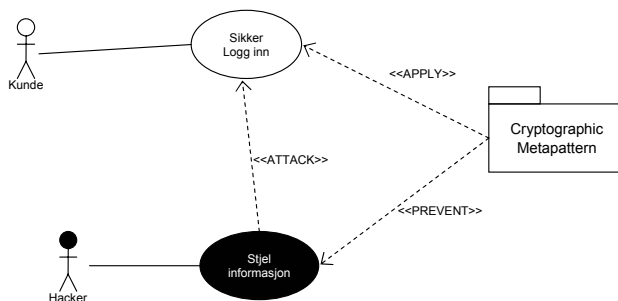 Sikker
Logg inn
Kunde
<<APPLY>>
Cryptographic
Metapattern
<<ATTACK>>
<<PREVENT>>
Stjel
informasjon
Hacker